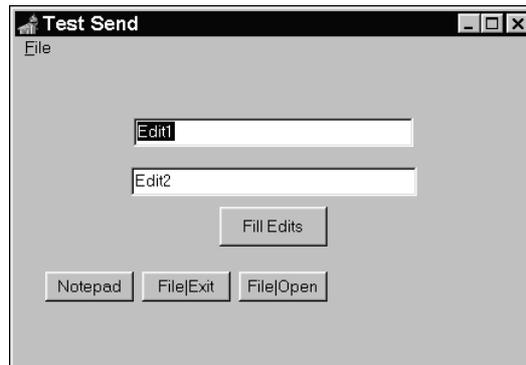 Test Send
File
Edit1
Edit2
Fill Edits
Notepad File|Exit File|Open